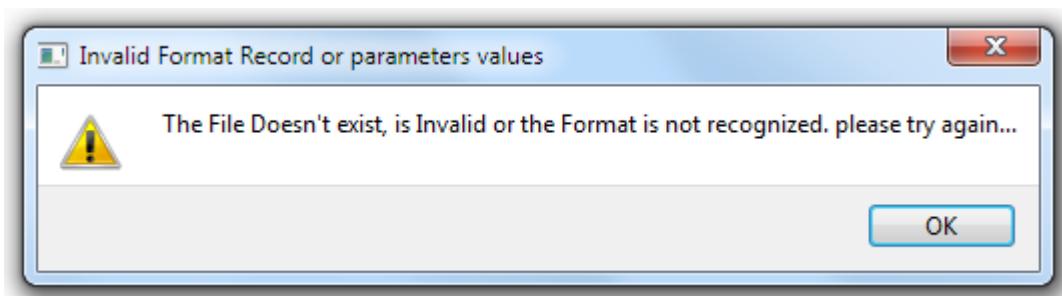 Invalid Format Record or parameters values
The File Doesn't exist, is Invalid or the Format is not recognized. please try again...
OK